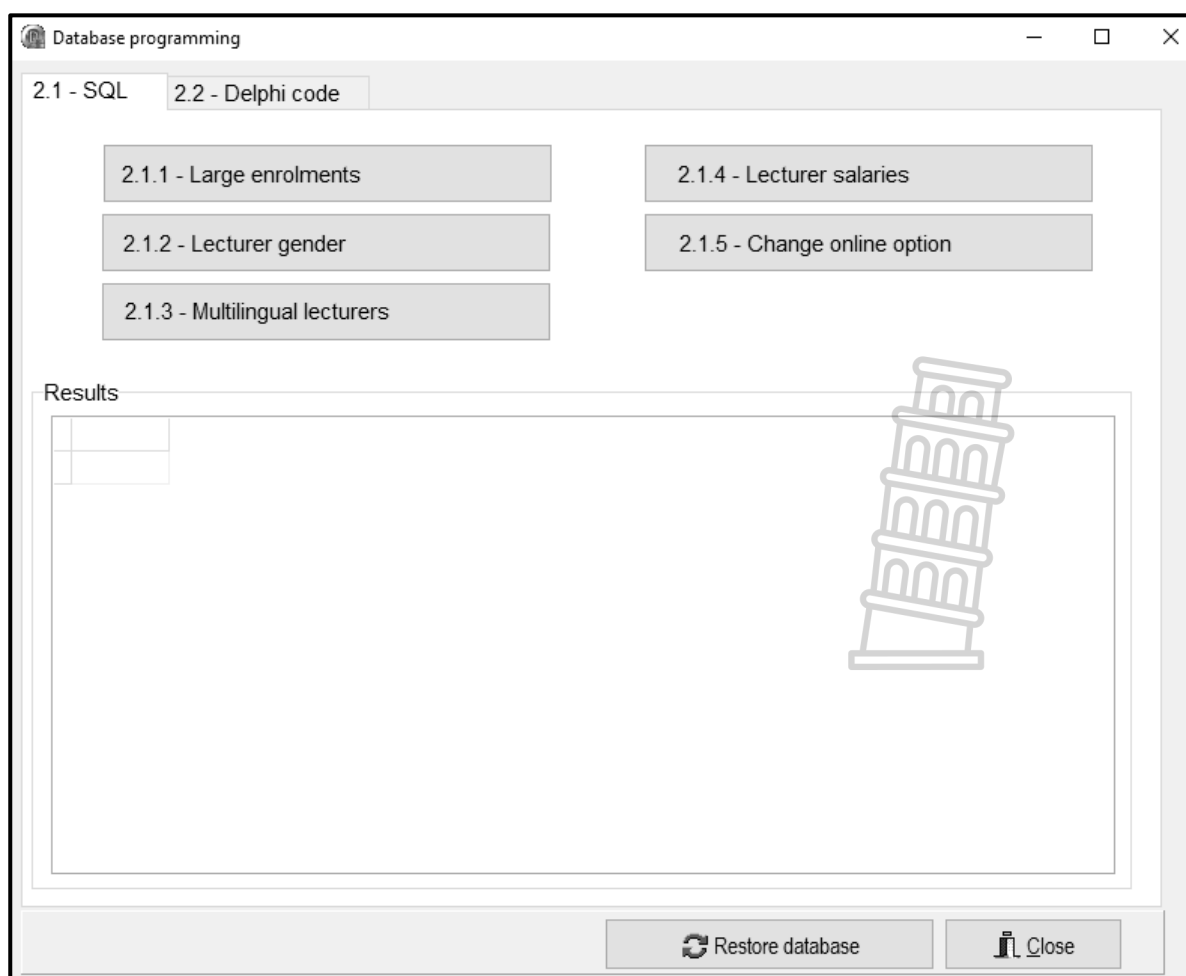 Database programming
2.1 - SQL
2.2 - Delphi code
2.1.1 - Large enrolments
2.1.4 - Lecturer salaries
2.1.2 - Lecturer gender
2.1.5 - Change online option
2.1.3 - Multilingual lecturers
Results
Restore database
Close